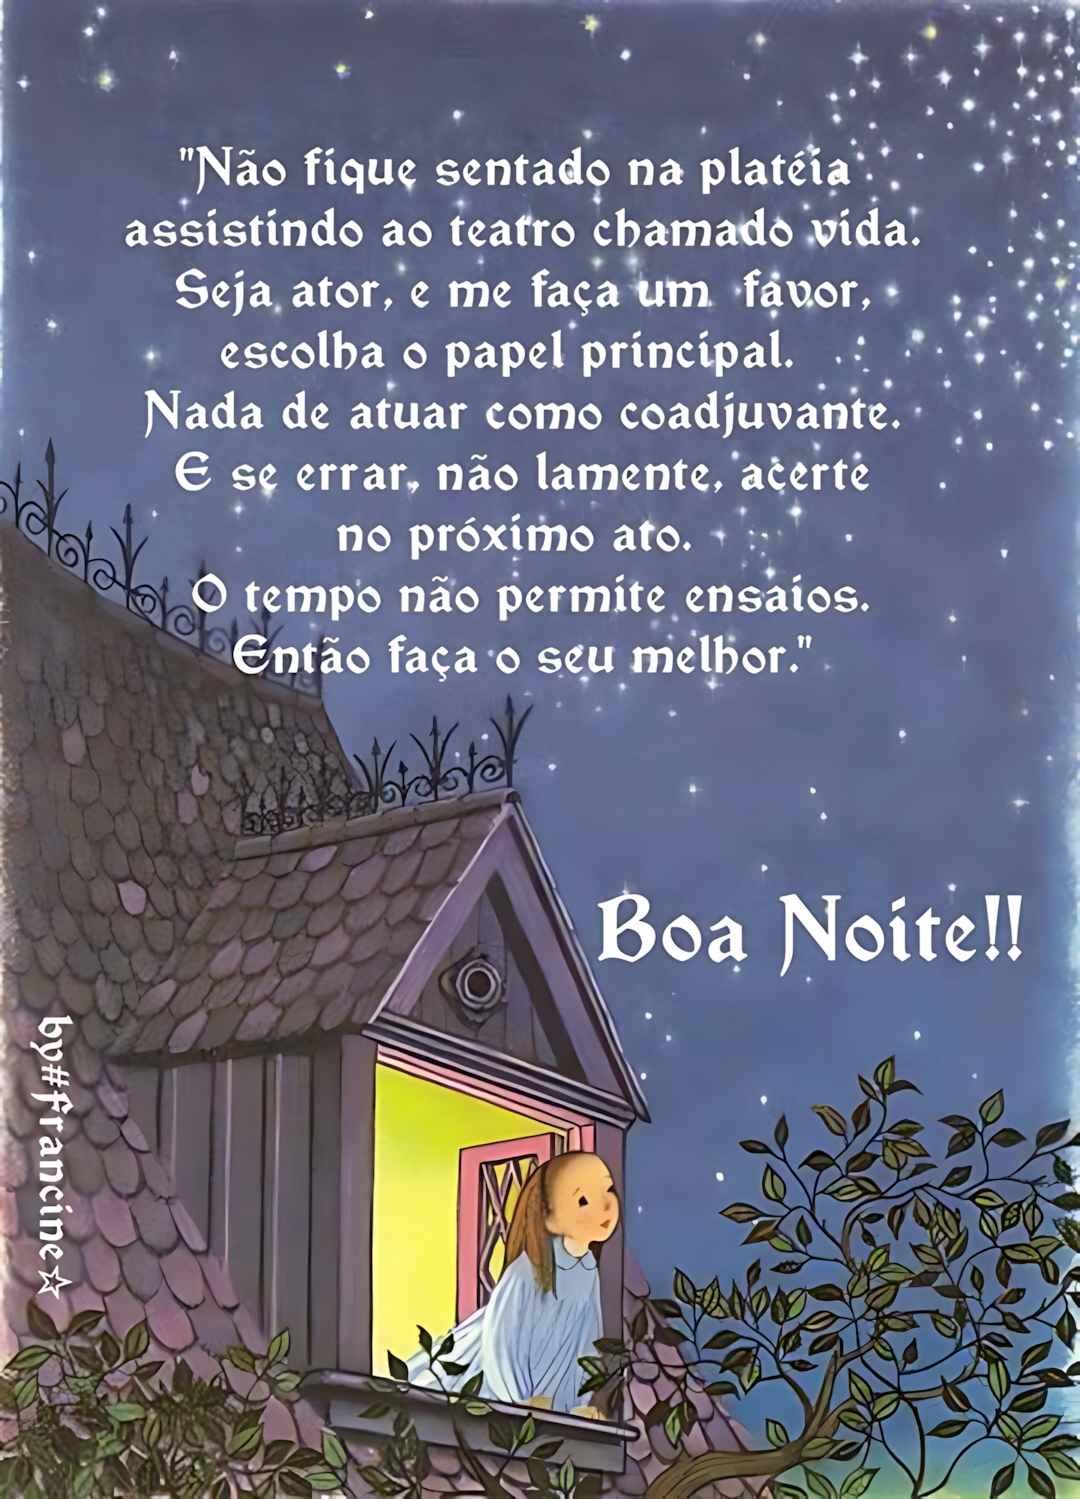 "Não fique sentado na platéia
assistindo ao teatro chamado vida.
Seja ator, e me faça um favor,
escolha o papel principal.
Nada de atuar como coadjuvante.
E se errar, não lamente, acerte
no próximo ato.
O tempo não permite ensaios.
Então faça o seu melhor."
Boa Noite!!
by#francine☆